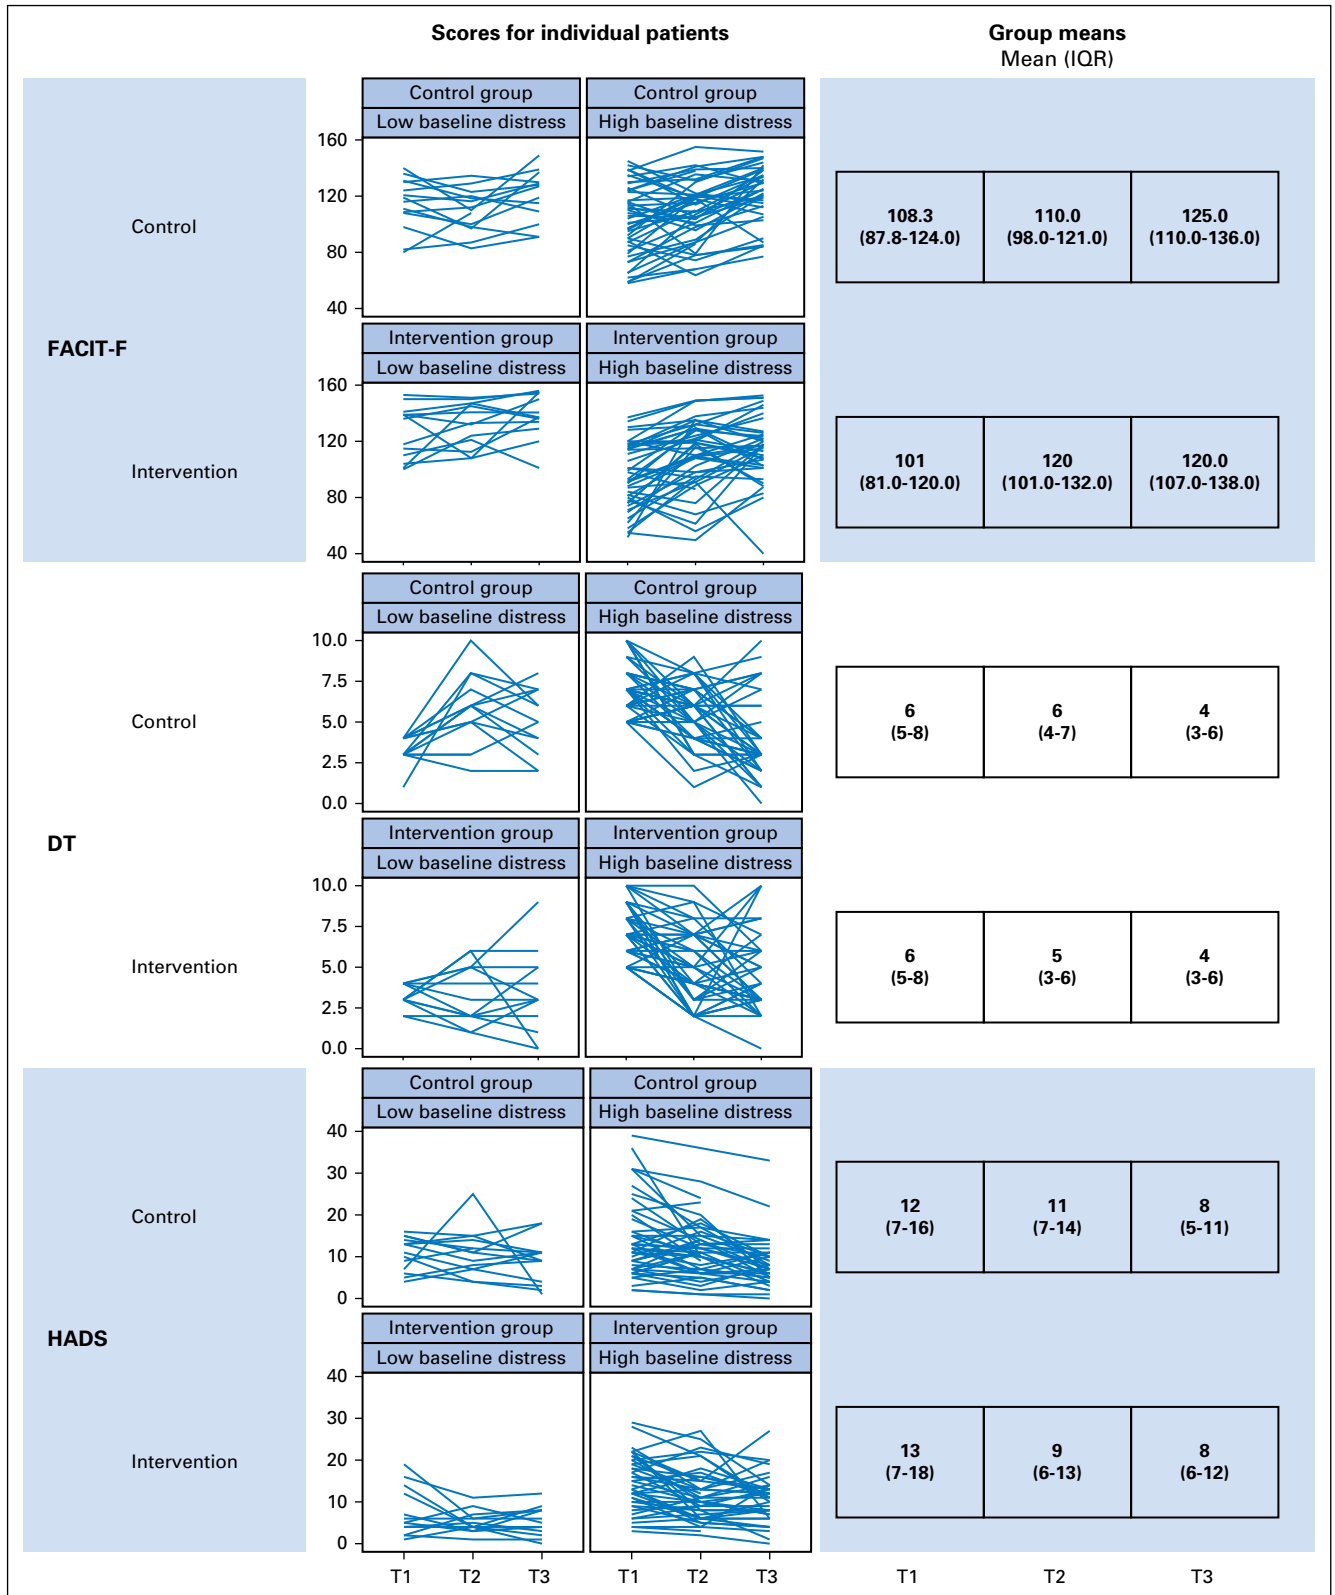 Scores for individual patients
Group means
Mean (IQR)
Control group
Low baseline distress
Control group
High baseline distress
160
120
80
40
Control
108.3
(87.8-124.0)
110.0
(98.0-121.0)
125.0
(110.0-136.0)
FACIT-F
Intervention group
Low baseline distress
Intervention group
High baseline distress
160
120
80
40
Intervention
101
(81.0-120.0)
120
(101.0-132.0)
120.0
(107.0-138.0)
Control group
Low baseline distress
Control group
High baseline distress
10.0
7.5
5.0
2.5
0.0
Control
6
(5-8)
6
(4-7)
4
(3-6)
DT
Intervention group
Low baseline distress
Intervention group
High baseline distress
10.0
7.5
5.0
2.5
0.0
Intervention
6
(5-8)
5
(3-6)
4
(3-6)
Control group
Low baseline distress
Control group
High baseline distress
40
30
20
10
0
Control
12
(7-16)
11
(7-14)
8
(5-11)
HADS
Intervention group
Low baseline distress
Intervention group
High baseline distress
40
30
20
10
0
Intervention
13
(7-18)
9
(6-13)
8
(6-12)
T1 T2 T3 T1 T2 T3 T1 T2 T3